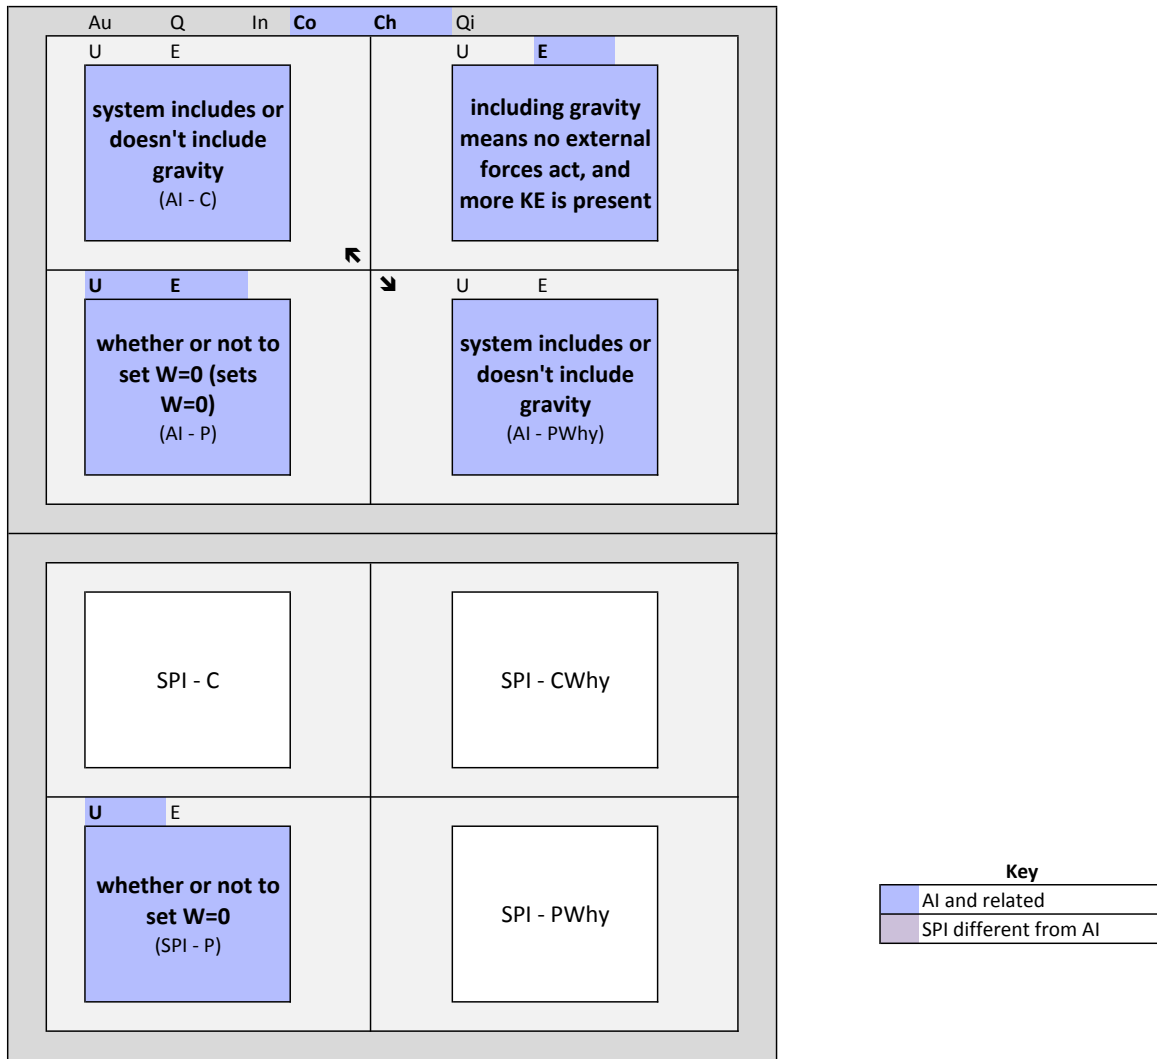 Au Q In Co Ch Qi
U E U E
system includes or
doesn't include
gravity
(AI - C)
including gravity
means no external
forces act, and
more KE is present
U E U E
whether or not to
set W=0 (sets
W=0)
(AI - P)
system includes or
doesn't include
gravity
(AI - PWhy)
SPI - C
SPI - CWhy
U E
whether or not to
set W=0
(SPI - P)
SPI - PWhy
Key
AI and related
SPI different from AI